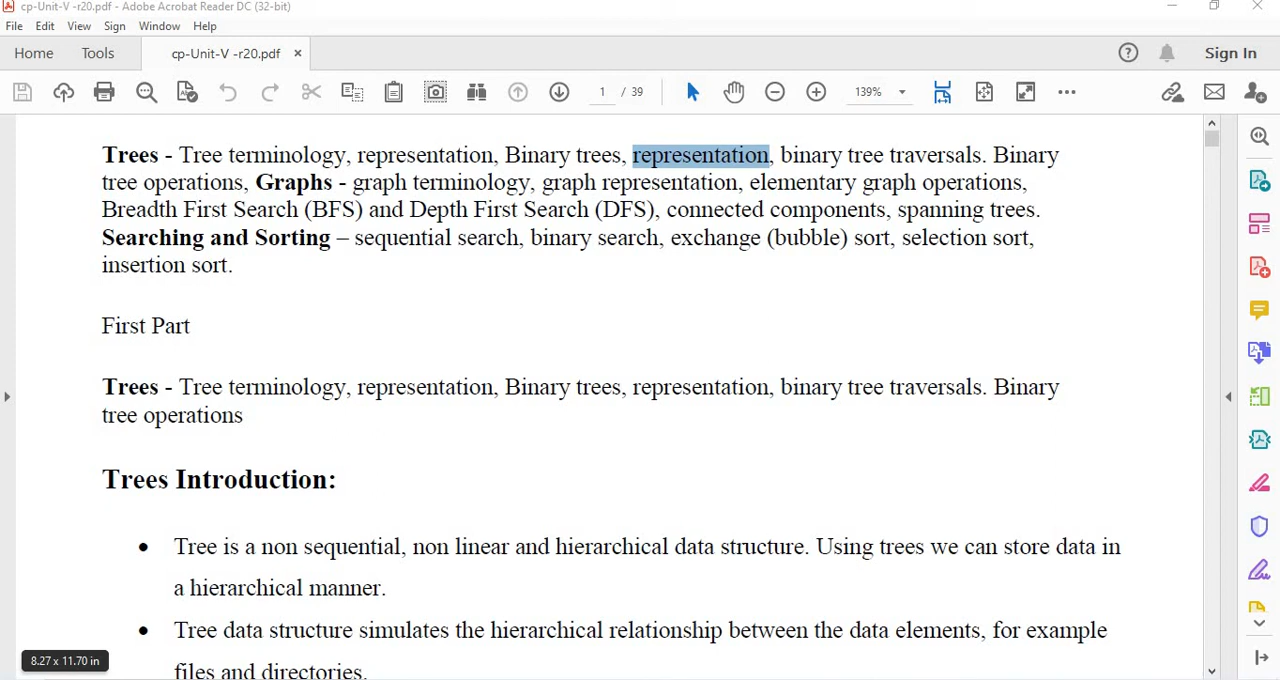 cp-Unit-V -r20.pdf - Adobe Acrobat Reader DC (32-bit)
File Edit View Sign Window Help
Home Tools cp-Unit-V -r20.pdf × Sign In
1 / 39 139%
Trees - Tree terminology, representation, Binary trees, representation, binary tree traversals. Binary
tree operations, Graphs - graph terminology, graph representation, elementary graph operations,
Breadth First Search (BFS) and Depth First Search (DFS), connected components, spanning trees.
Searching and Sorting – sequential search, binary search, exchange (bubble) sort, selection sort,
insertion sort.
First Part
Trees - Tree terminology, representation, Binary trees, representation, binary tree traversals. Binary
tree operations
Trees Introduction:
• Tree is a non sequential, non linear and hierarchical data structure. Using trees we can store data in
a hierarchical manner.
• Tree data structure simulates the hierarchical relationship between the data elements, for example
files and directories.
8.27 x 11.70 in